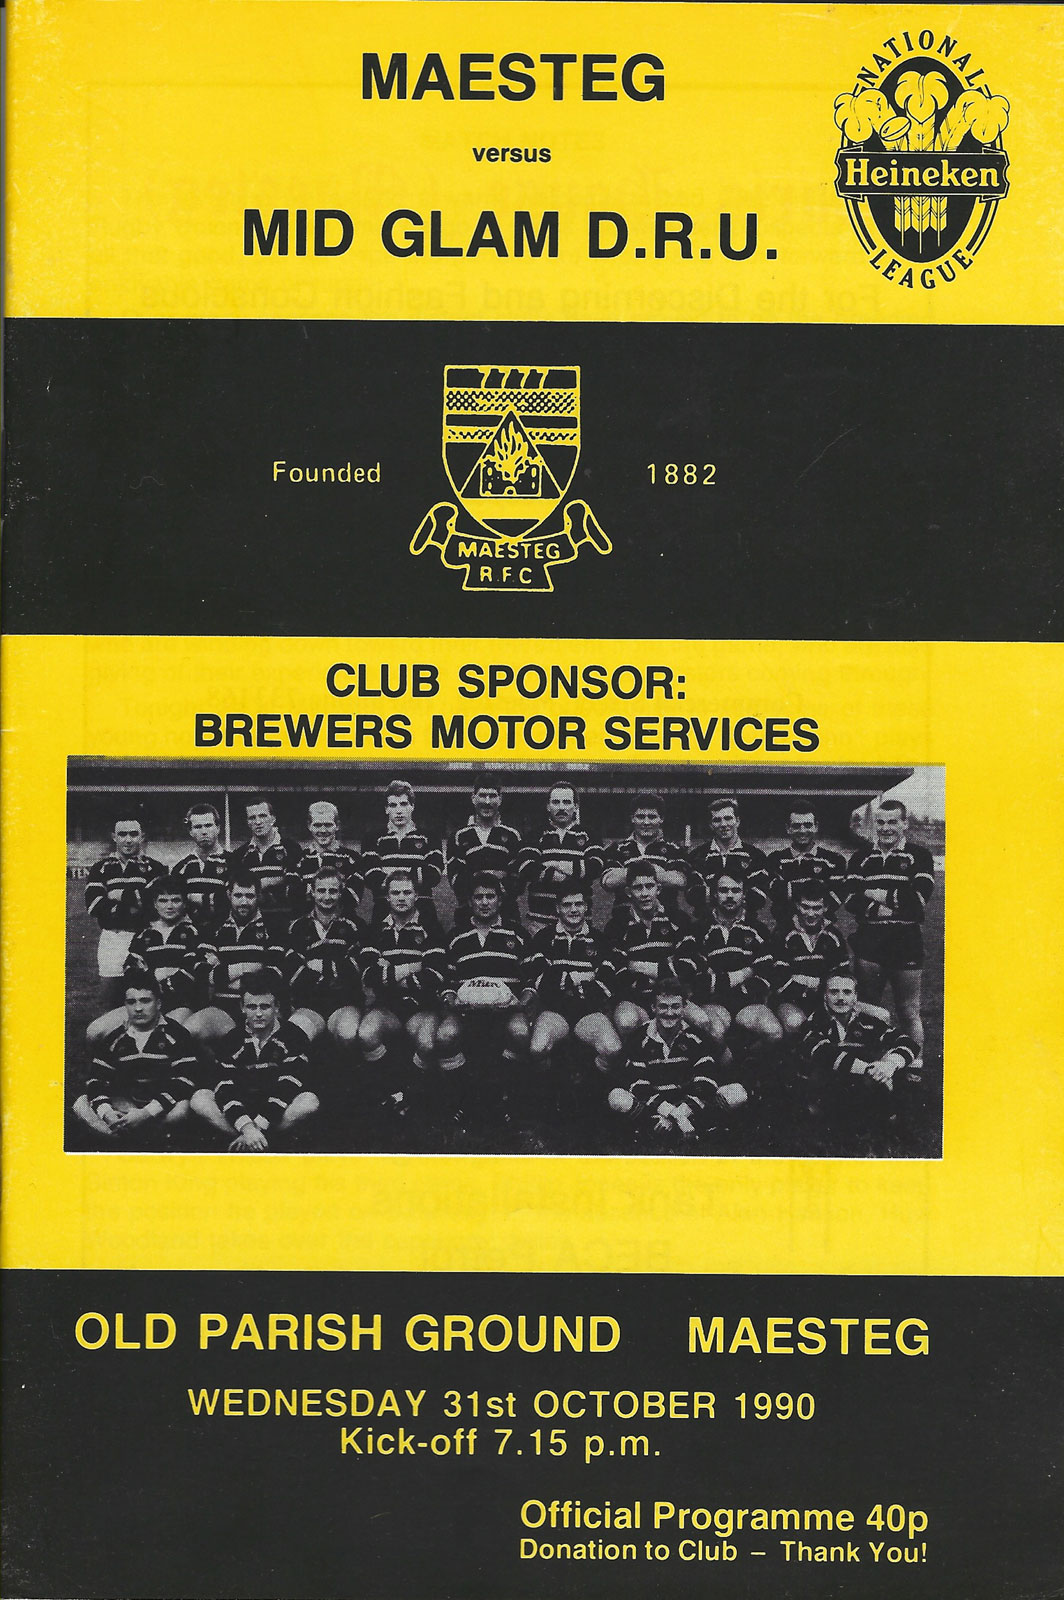 MAESTEG
versus
MID GLAM D.R.U.
NATIONAL
Heineken
LEAGUE
Founded
1882
MAESTEG
R.F.C
CLUB SPONSOR:
BREWERS MOTOR SERVICES
Mitre
OLD PARISH GROUND MAESTEG
WEDNESDAY 31st OCTOBER 1990
Kick-off 7.15 p.m.
Official Programme 40p
Donation to Club – Thank You!